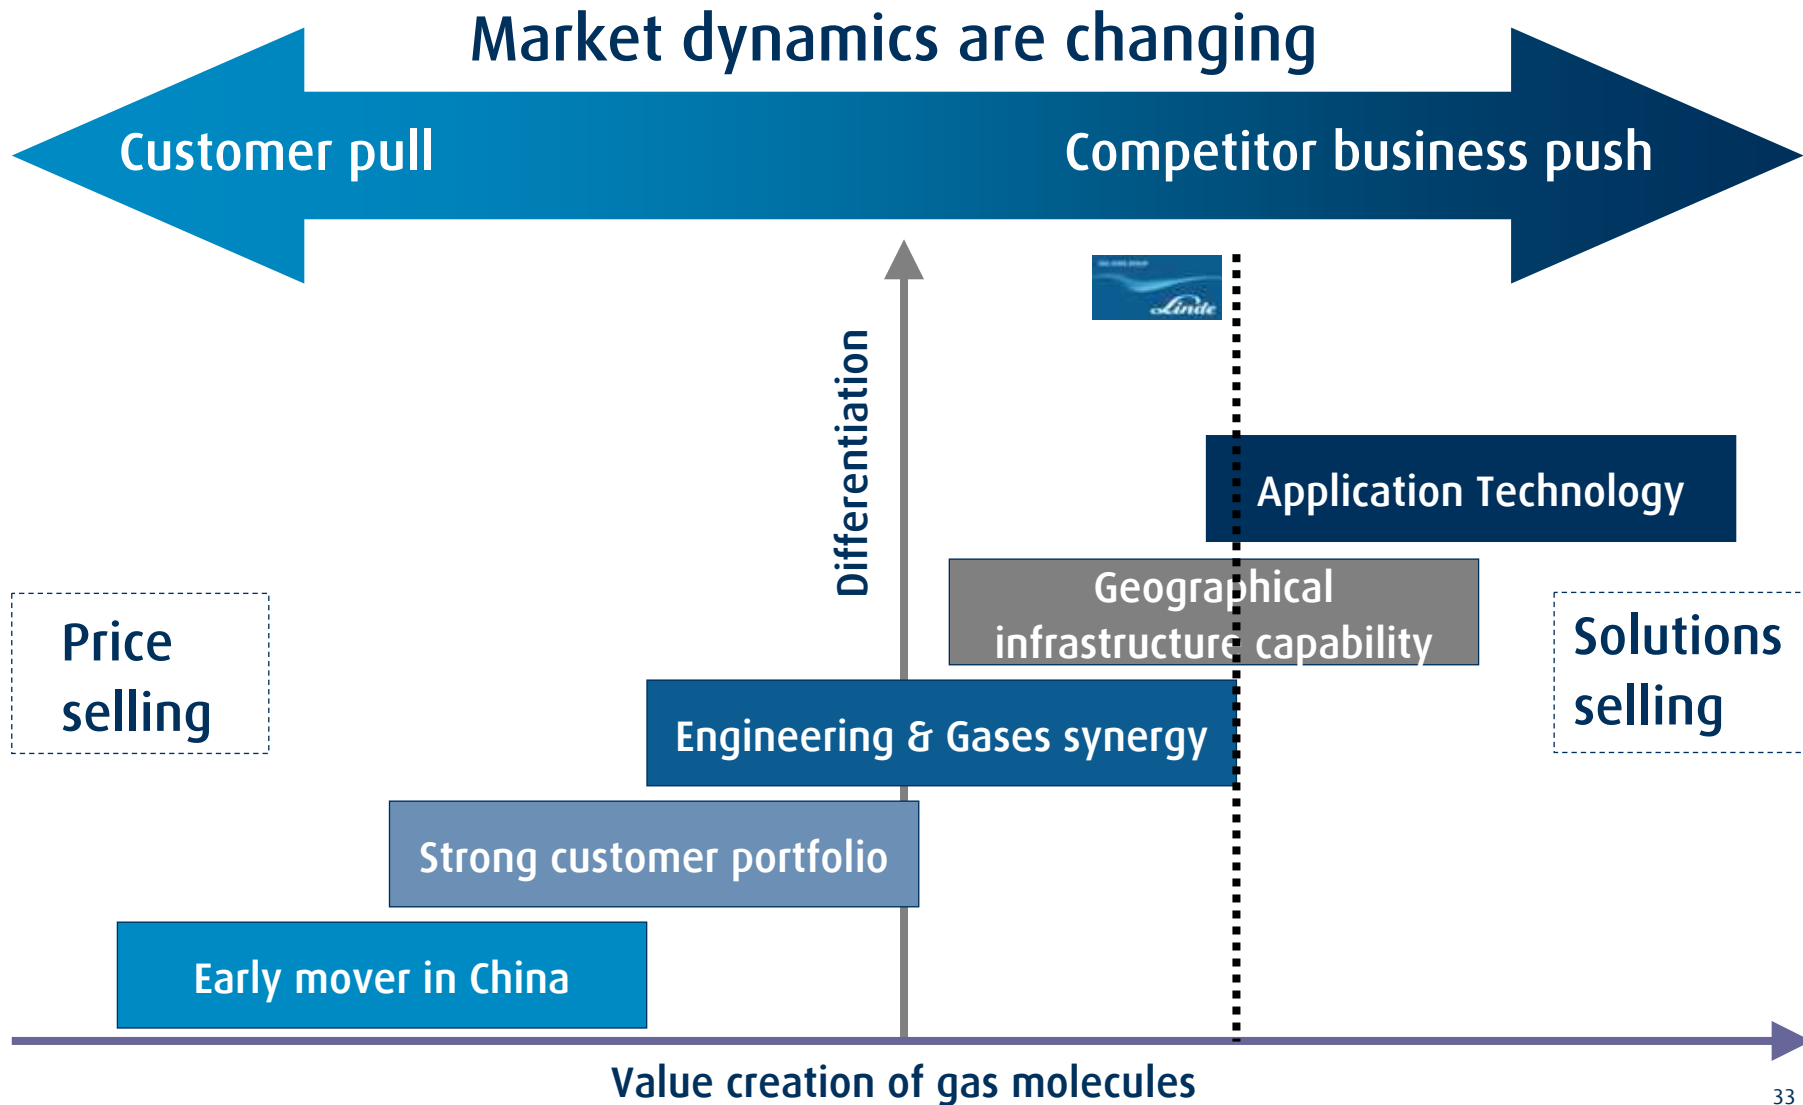 Market dynamics are changing
Customer pull
Competitor business push
Linde
Differentiation
Application Technology
Geographical
infrastructure capability
Price
selling
Solutions
selling
Engineering & Gases synergy
Strong customer portfolio
Early mover in China
Value creation of gas molecules
33